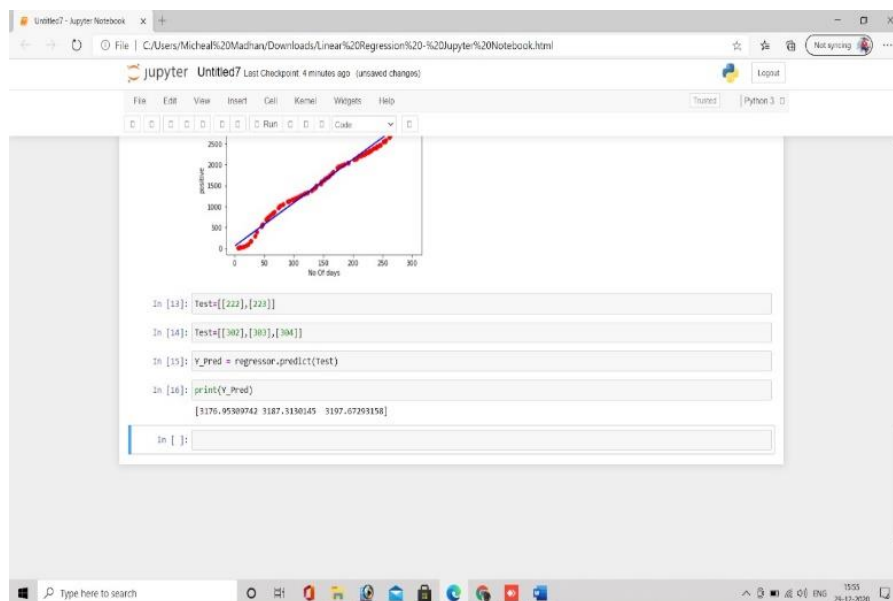 Untitled7 - Jupyter Notebook
File | C:/Users/Micheal%20Madhan/Downloads/Linear%20Regression%20-%20Jupyter%20Notebook.html
Not syncing
jupyter Untitled7 Last Checkpoint: 4 minutes ago (unsaved changes)
Logout
File Edit View Insert Cell Kernel Widgets Help
Trusted Python 3
Run Code
2500
2000
1500
1000
500
0
positive
0 50 100 150 200 250 300
No Of days
In [13]: Test=[[222],[223]]
In [14]: Test=[[302],[303],[304]]
In [15]: Y_Pred = regressor.predict(Test)
In [16]: print(Y_Pred)
[3176.95309742 3187.3130145 3197.67293158]
In [ ]:
Type here to search
ENG
15:55
-12-2020